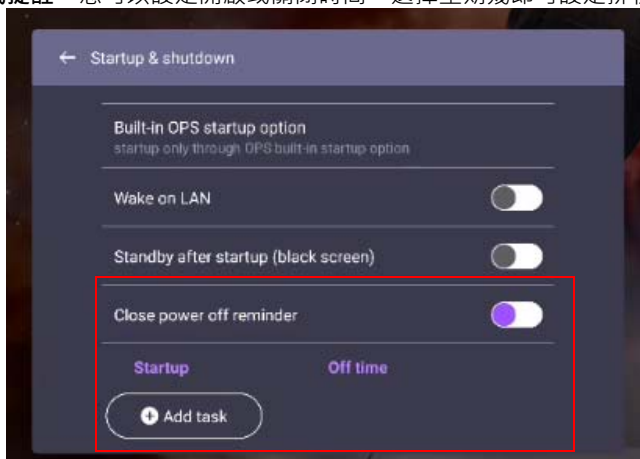 ← Startup & shutdown
Built-in OPS startup option
startup only through OPS built-in startup option
Wake on LAN
Standby after startup (black screen)
Close power off reminder
Startup Off time
Add task